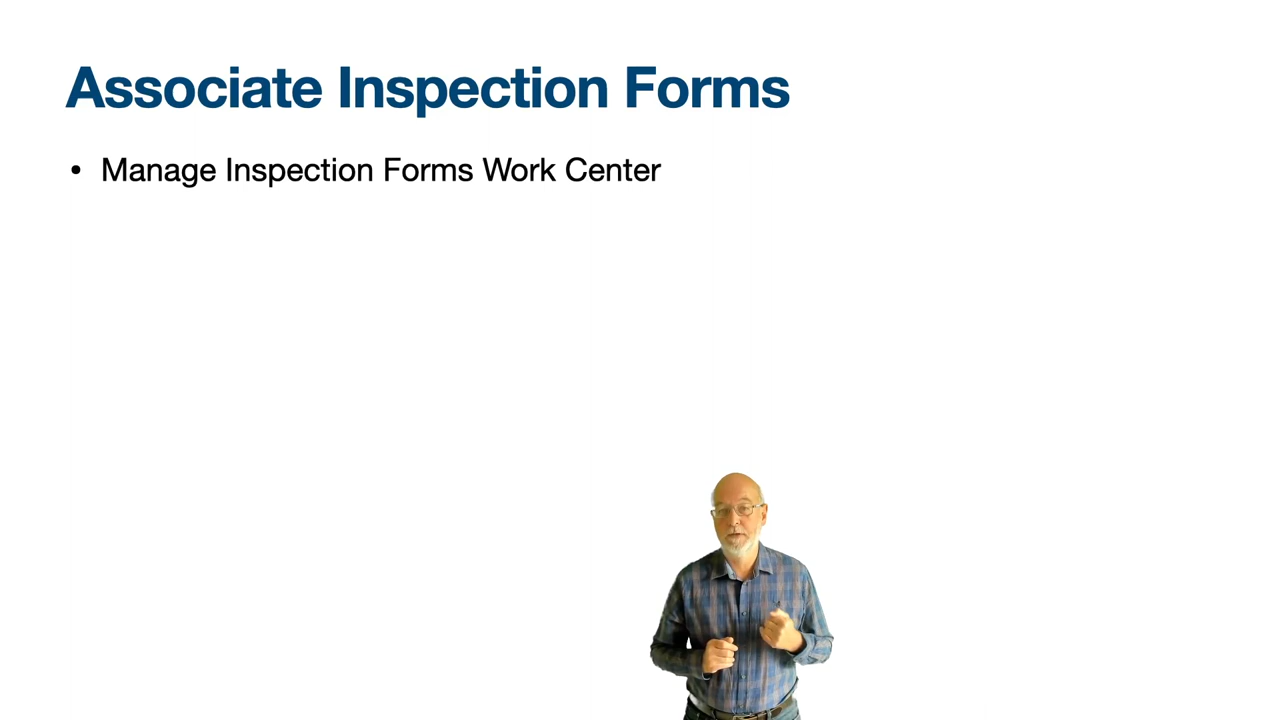 Associate Inspection Forms
• Manage Inspection Forms Work Center